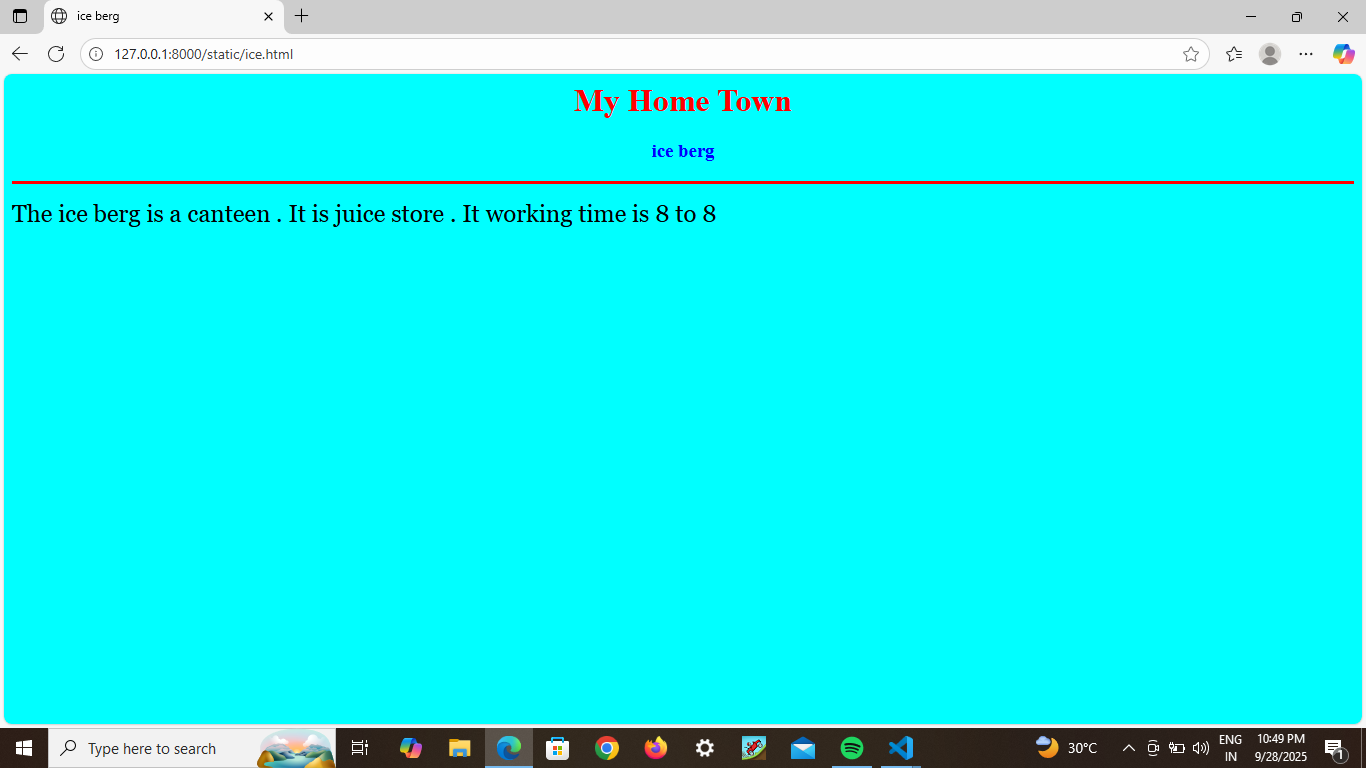 ice berg
127.0.0.1:8000/static/ice.html
My Home Town
ice berg
The ice berg is a canteen . It is juice store . It working time is 8 to 8
Type here to search
30°C
ENG
IN
10:49 PM
9/28/2025
1